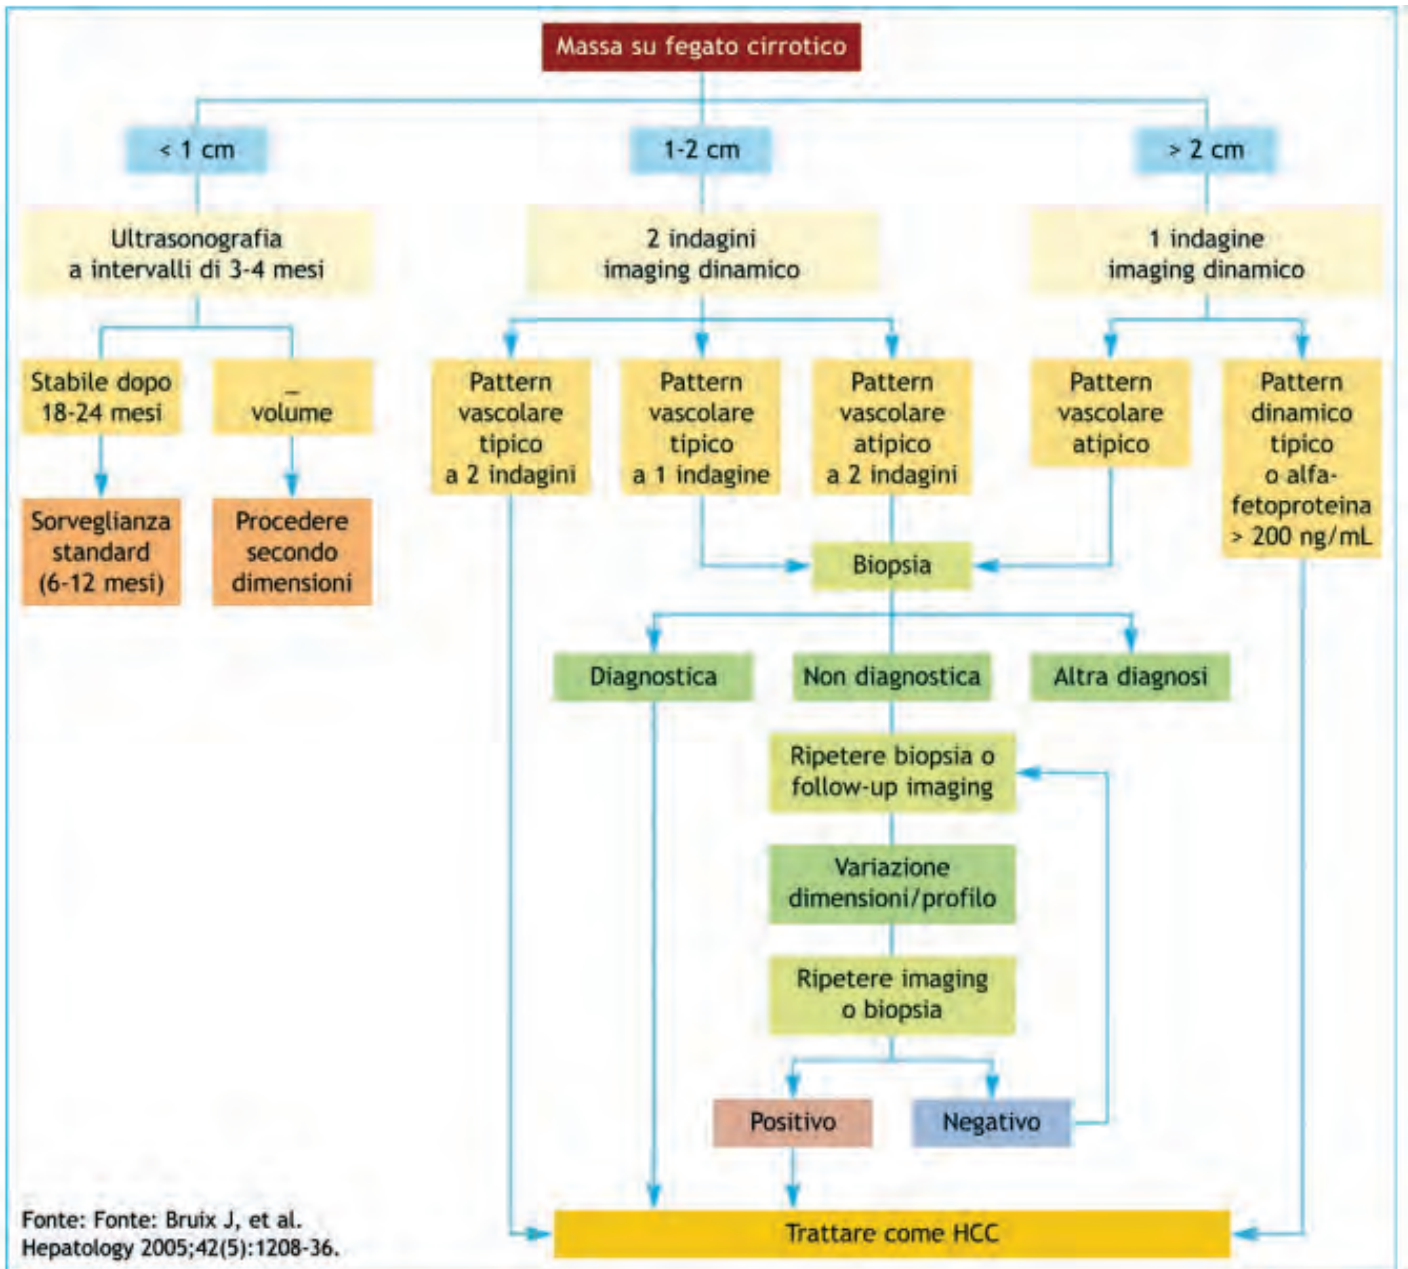 Massa su fegato cirrotico
< 1 cm
1-2 cm
> 2 cm
Ultrasonografia
a intervalli di 3-4 mesi
2 indagini
imaging dinamico
1 indagine
imaging dinamico
Stabile dopo
18-24 mesi
_
volume
Pattern
vascolare
tipico
a 2 indagini
Pattern
vascolare
tipico
a 1 indagine
Pattern
vascolare
atipico
a 2 indagini
Pattern
vascolare
atipico
Pattern
dinamico
tipico
o alfa-
fetoproteina
> 200 ng/mL
Sorveglianza
standard
(6-12 mesi)
Procedere
secondo
dimensioni
Biopsia
Diagnostica
Non diagnostica
Altra diagnosi
Ripetere biopsia o
follow-up imaging
Variazione
dimensioni/profilo
Ripetere imaging
o biopsia
Positivo
Negativo
Trattare come HCC
Fonte: Fonte: Bruix J, et al.
Hepatology 2005;42(5):1208-36.